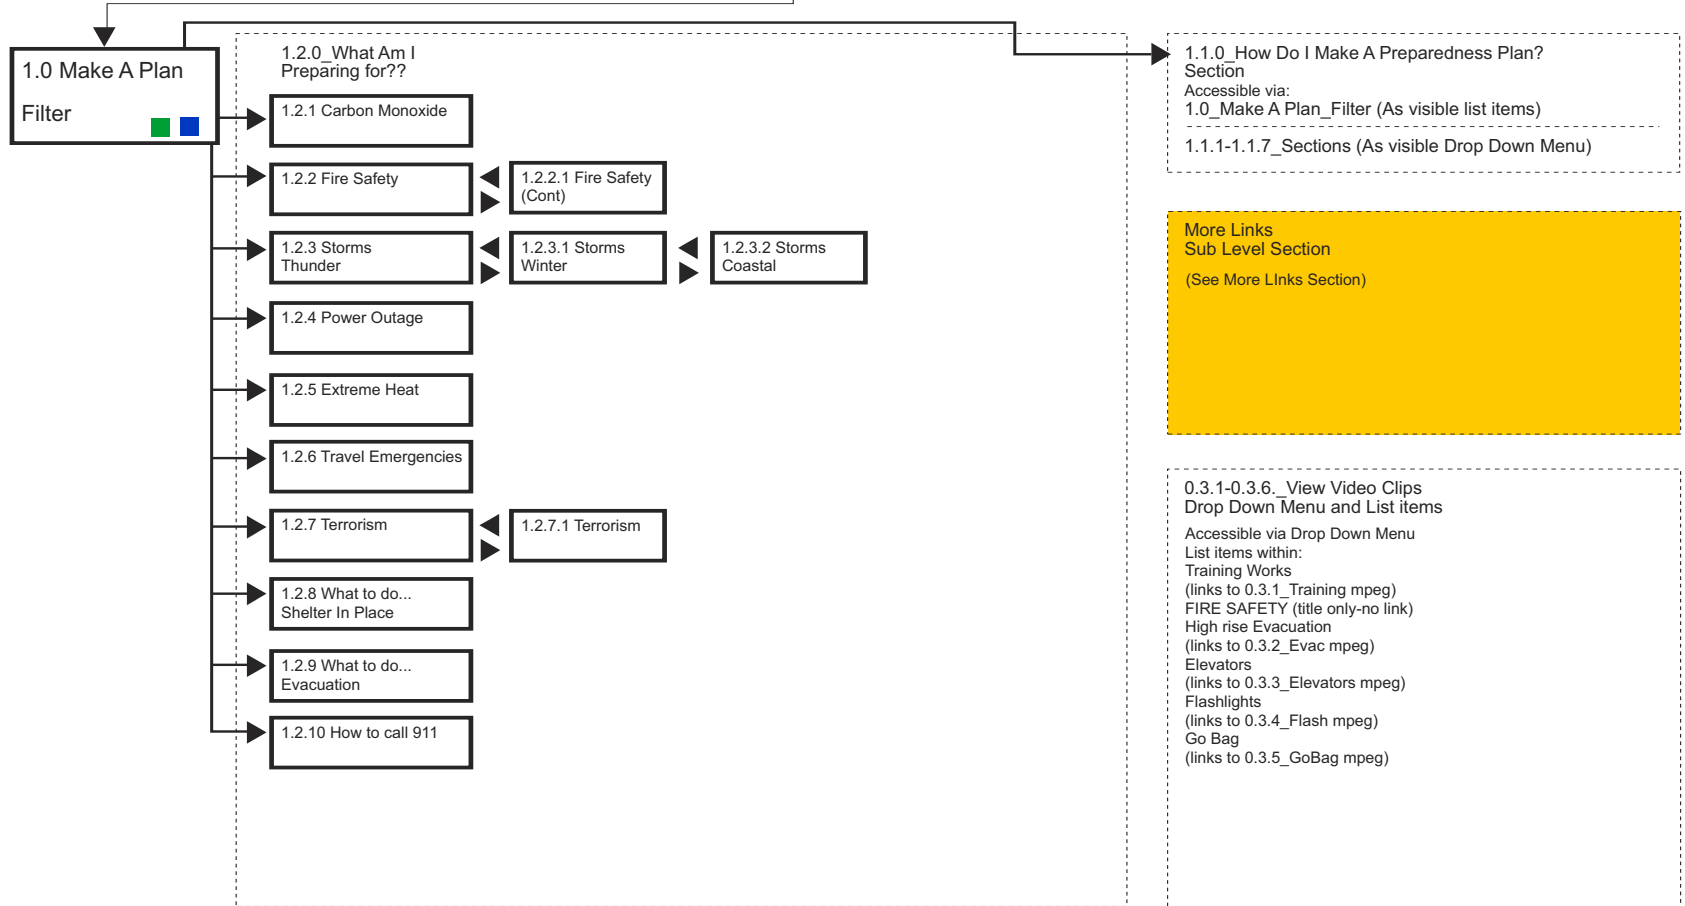 1.0 Make A Plan
Filter
1.2.0_What Am I
Preparing for??
1.2.1 Carbon Monoxide
1.2.2 Fire Safety
1.2.2.1 Fire Safety
(Cont)
1.2.3 Storms
Thunder
1.2.3.1 Storms
Winter
1.2.3.2 Storms
Coastal
1.2.4 Power Outage
1.2.5 Extreme Heat
1.2.6 Travel Emergencies
1.2.7 Terrorism
1.2.7.1 Terrorism
1.2.8 What to do...
Shelter In Place
1.2.9 What to do...
Evacuation
1.2.10 How to call 911
1.1.0_How Do I Make A Preparedness Plan?
Section
Accessible via:
1.0_Make A Plan_Filter (As visible list items)
1.1.1-1.1.7_Sections (As visible Drop Down Menu)
More Links
Sub Level Section
(See More LInks Section)
0.3.1-0.3.6._View Video Clips
Drop Down Menu and List items
Accessible via Drop Down Menu
List items within:
Training Works
(links to 0.3.1_Training mpeg)
FIRE SAFETY (title only-no link)
High rise Evacuation
(links to 0.3.2_Evac mpeg)
Elevators
(links to 0.3.3_Elevators mpeg)
Flashlights
(links to 0.3.4_Flash mpeg)
Go Bag
(links to 0.3.5_GoBag mpeg)